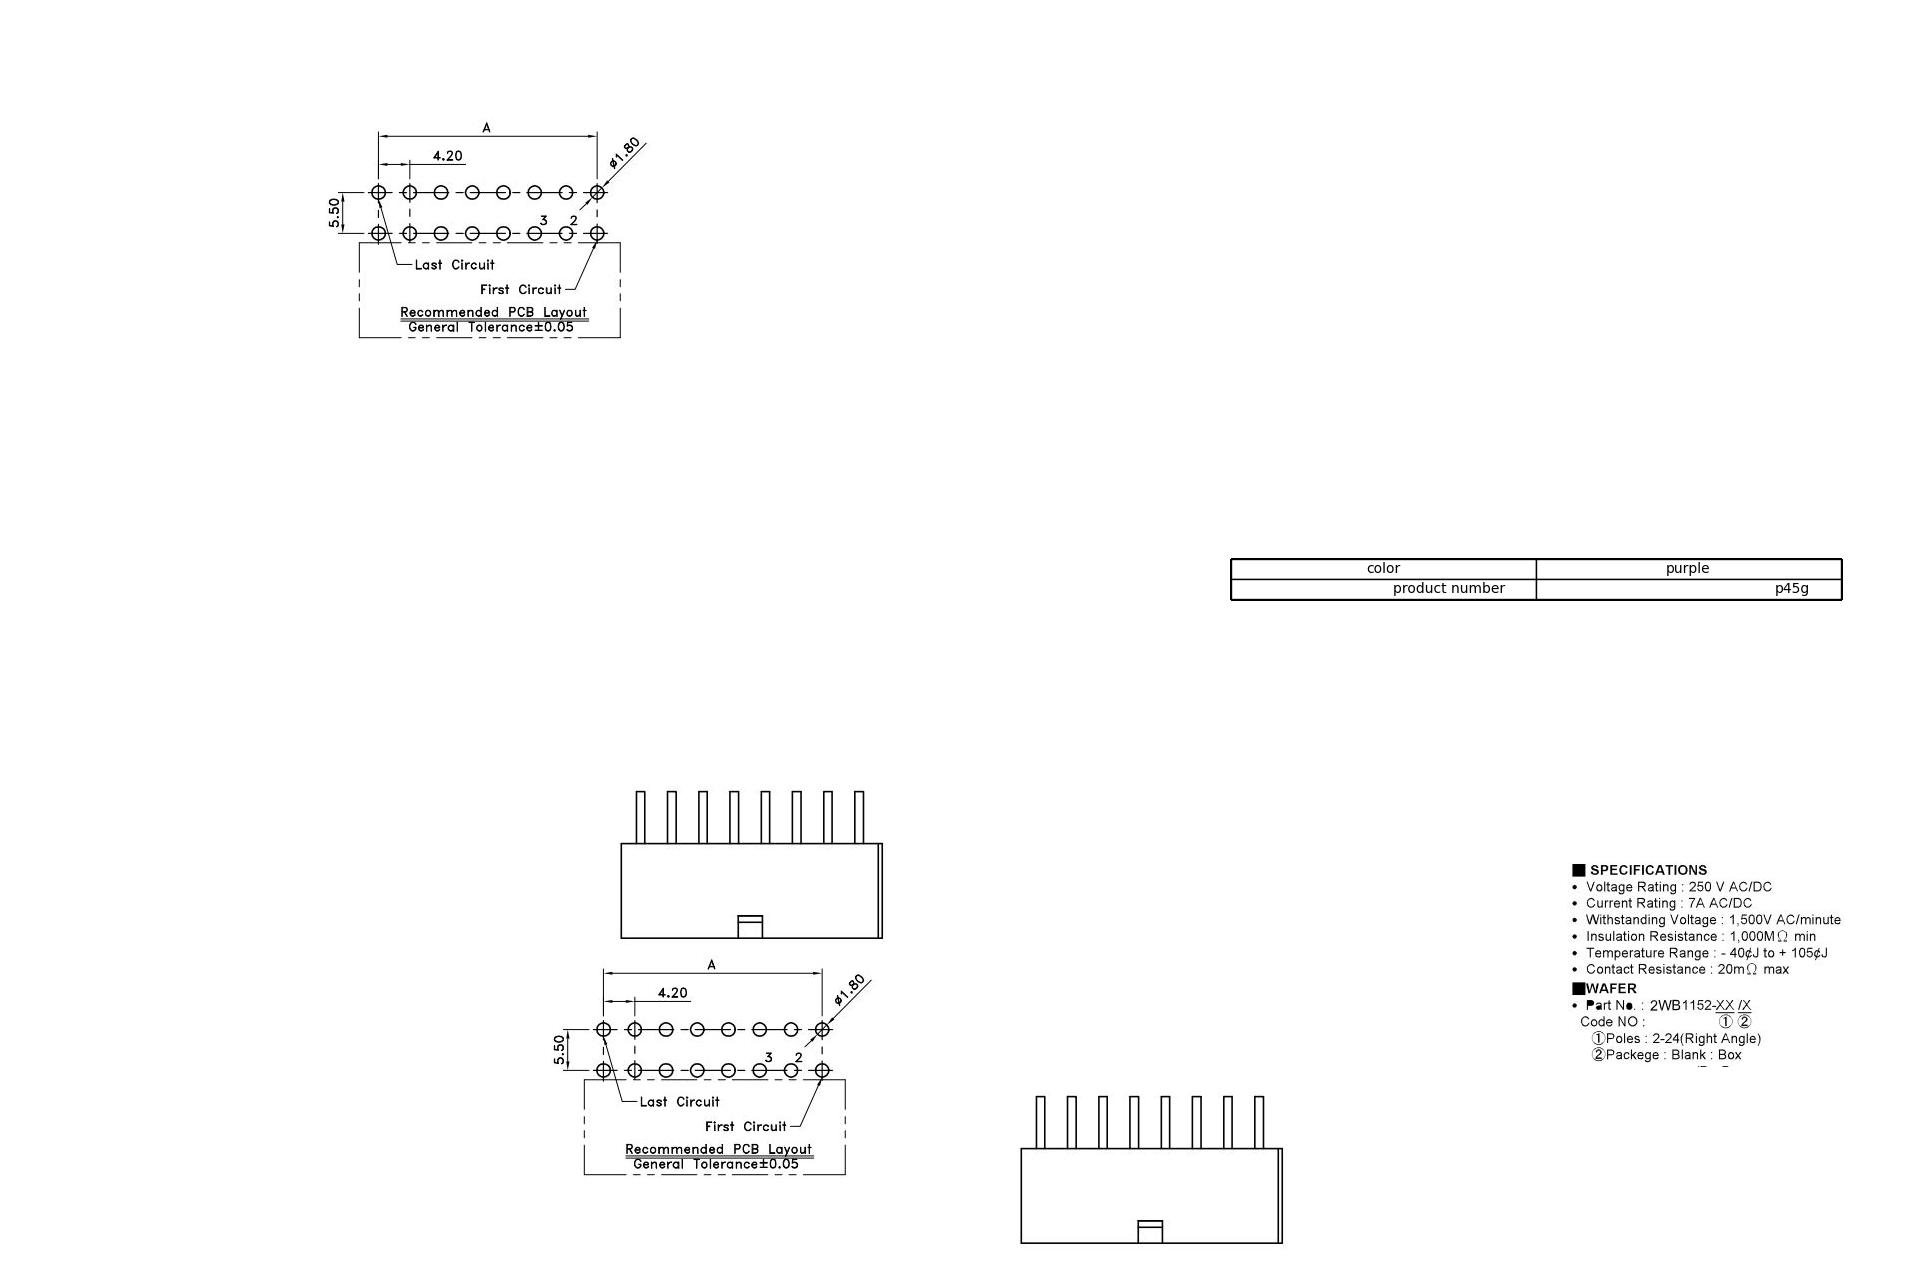 A
4.20
ø1.80
5.50
3 2
Last Circuit
First Circuit
Recommended PCB Layout
General Tolerance±0.05
color purple
product number p45g
■ SPECIFICATIONS
• Voltage Rating : 250 V AC/DC
• Current Rating : 7A AC/DC
• Withstanding Voltage : 1,500V AC/minute
• Insulation Resistance : 1,000MΩ min
• Temperature Range : - 40¢J to + 105¢J
• Contact Resistance : 20mΩ max
■WAFER
• Part No. : 2WB1152-XX /X
Code NO : ① ②
①Poles : 2-24(Right Angle)
②Packege : Blank : Box
A
4.20
ø1.80
5.50
3 2
Last Circuit
First Circuit
Recommended PCB Layout
General Tolerance±0.05